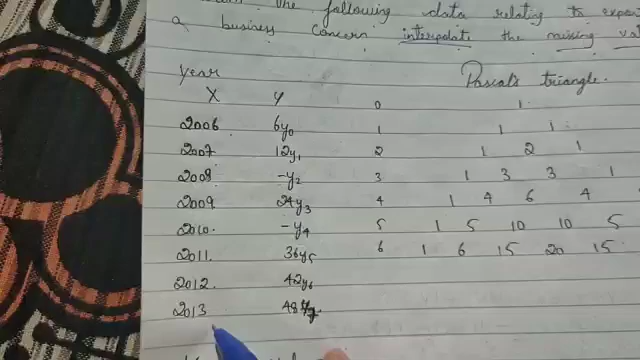 the following data relating to
a business concern interpolate the missing
Year Pascal's triangle.
X Y 0 1
2006 6y0 1 1 1
2007 12y1 2 1 2 1
2008 -y2 3 1 3 3 1
2009 24y3 4 1 4 6 4
2010. -y4 5 1 5 10 10 5
2011. 36y5 6 1 6 15 20 15
2012. 42y6
2013 48